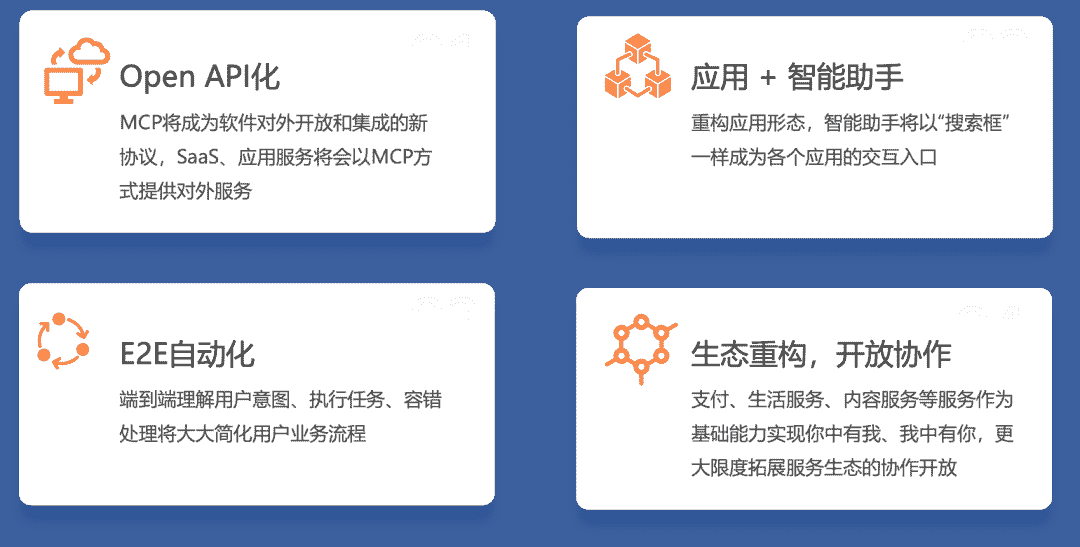 Open API化
MCP将成为软件对外开放和集成的新
协议，SaaS、应用服务将会以MCP方
式提供对外服务
应用 + 智能助手
重构应用形态，智能助手将以“搜索框”
一样成为各个应用的交互入口
E2E自动化
端到端理解用户意图、执行任务、容错
处理将大大简化用户业务流程
生态重构，开放协作
支付、生活服务、内容服务等服务作为
基础能力实现你中有我、我中有你，更
大限度拓展服务生态的协作开放